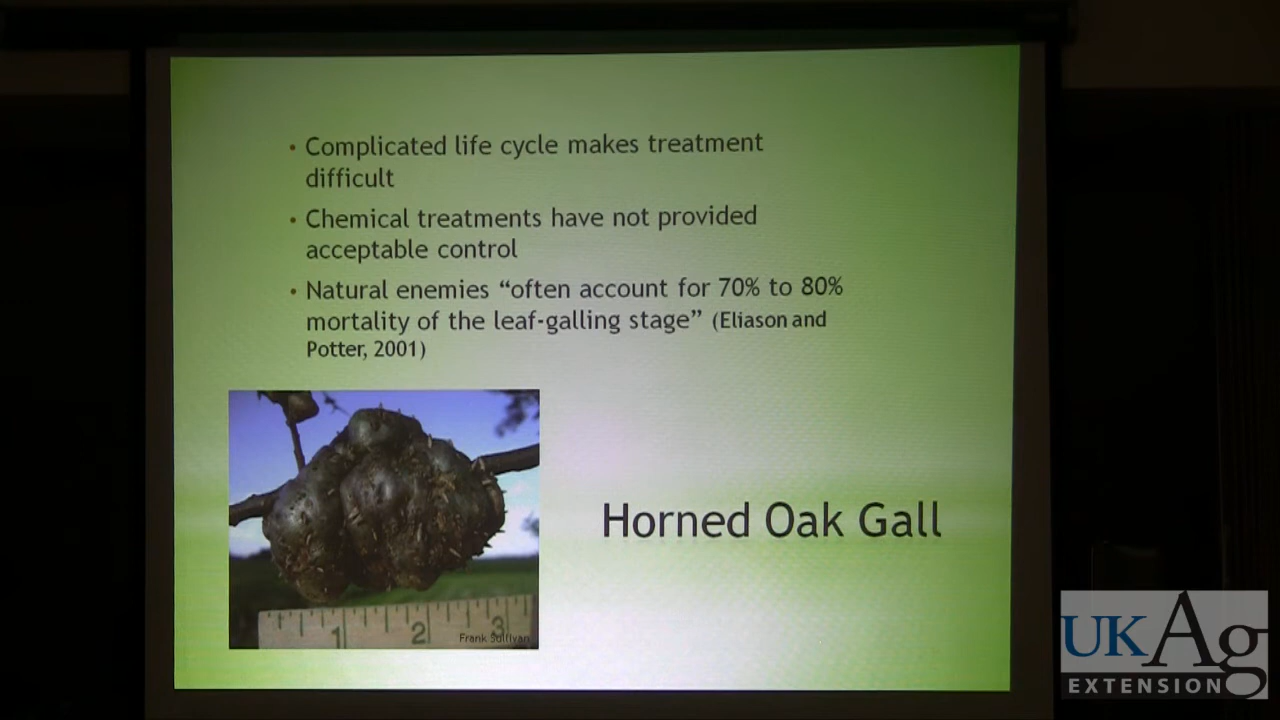 • Complicated life cycle makes treatment
difficult
• Chemical treatments have not provided
acceptable control
• Natural enemies “often account for 70% to 80%
mortality of the leaf-galling stage” (Eliason and
Potter, 2001)
1 2 3
Frank Sullivan
Horned Oak Gall
UKAg
EXTENSION